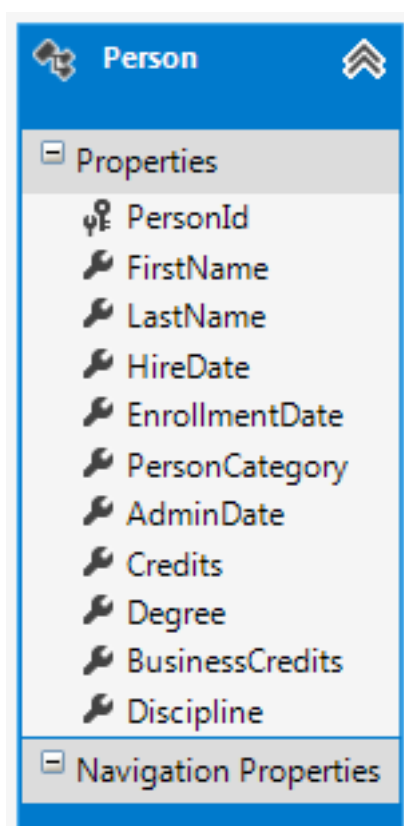 Person
Properties
PersonId
FirstName
LastName
HireDate
EnrollmentDate
PersonCategory
AdminDate
Credits
Degree
BusinessCredits
Discipline
Navigation Properties